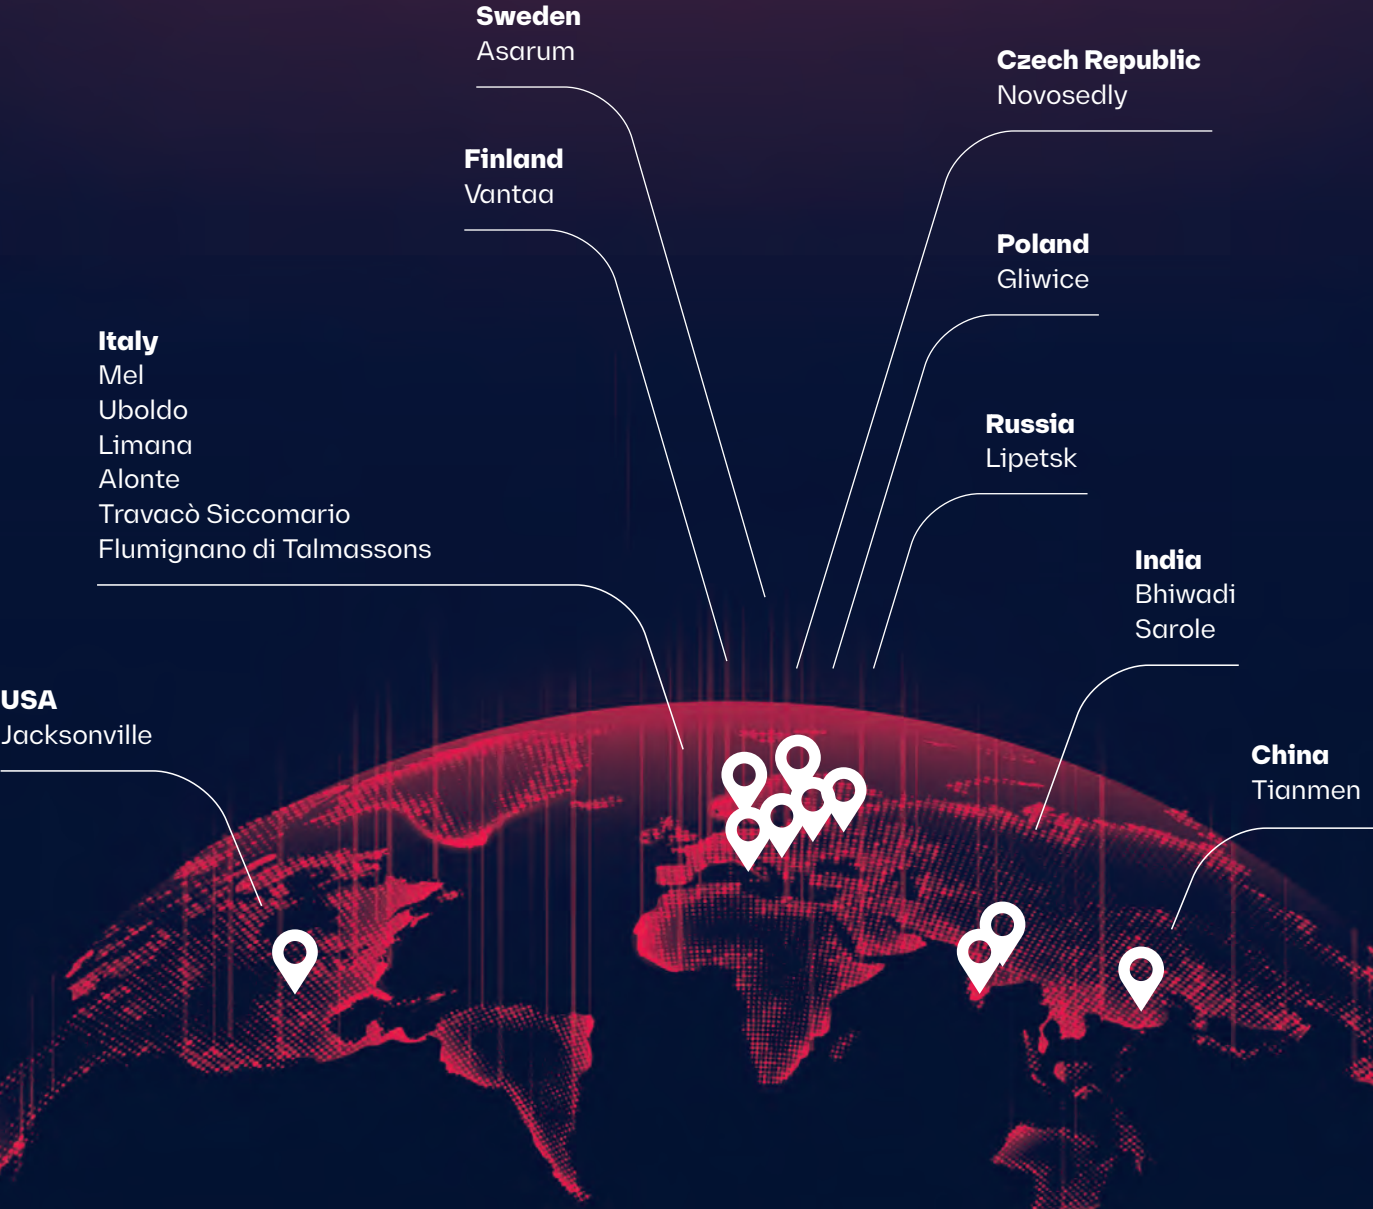 Sweden
Asarum
Czech Republic
Novosedly
Finland
Vantaa
Poland
Gliwice
Italy
Mel
Uboldo
Limana
Alonte
Travacò Siccomario
Flumignano di Talmassons
Russia
Lipetsk
India
Bhiwadi
Sarole
USA
Jacksonville
China
Tianmen